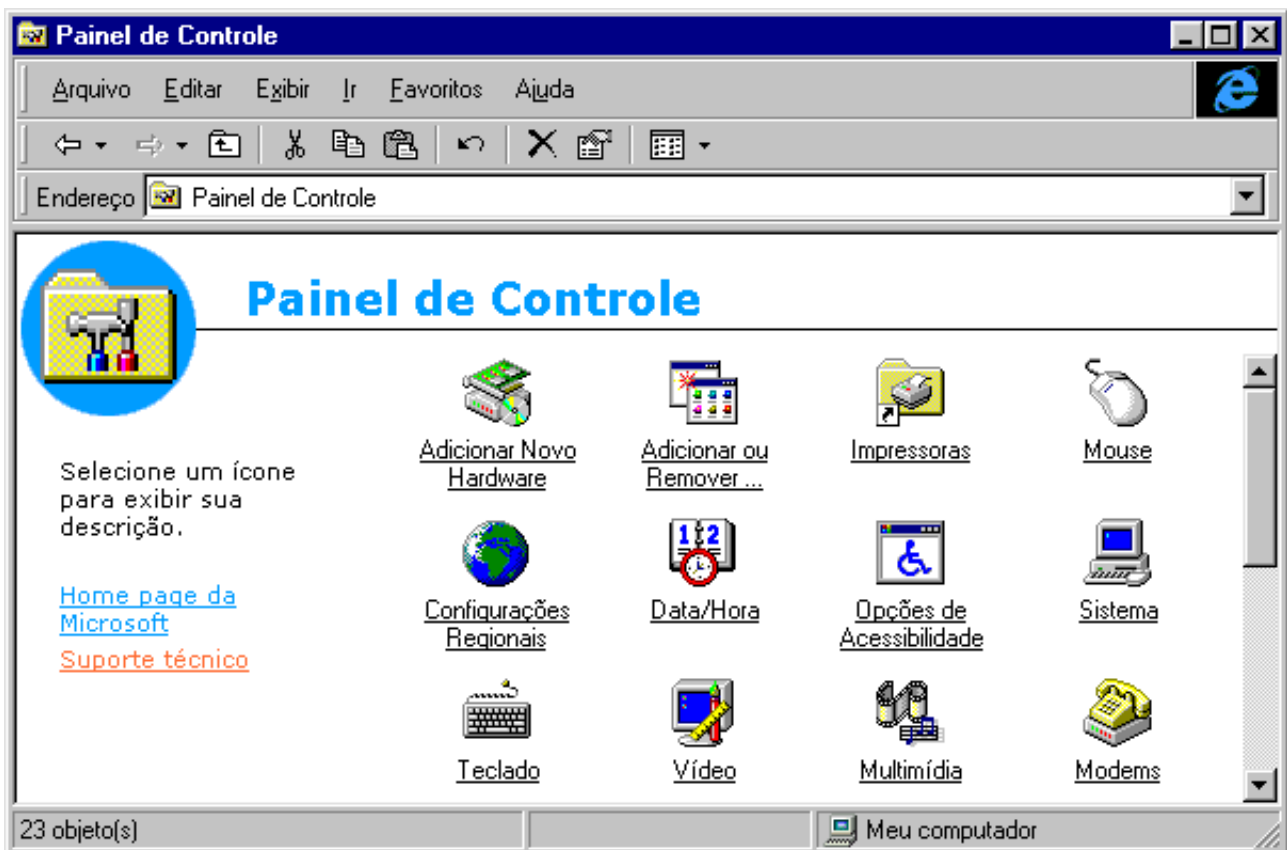 Painel de Controle
Arquivo Editar Exibir Ir Favoritos Ajuda
Endereço Painel de Controle
Painel de Controle
Selecione um ícone
para exibir sua
descrição.
Home page da
Microsoft
Suporte técnico
Adicionar Novo
Hardware
Adicionar ou
Remover ...
Impressoras
Mouse
Configurações
Regionais
Data/Hora
Opções de
Acessibilidade
Sistema
Teclado
Vídeo
Multimídia
Modems
23 objeto(s)
Meu computador